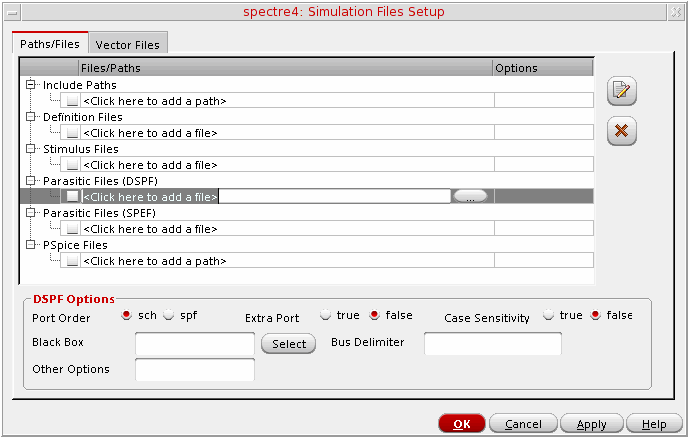 spectre4: Simulation Files Setup
Paths/Files Vector Files
Files/Paths Options
Include Paths
<Click here to add a path>
Definition Files
<Click here to add a file>
Stimulus Files
<Click here to add a file>
Parasitic Files (DSPF)
<Click here to add a file> ...
Parasitic Files (SPEF)
<Click here to add a file>
PSpice Files
<Click here to add a path>
DSPF Options
Port Order sch spf Extra Port true false Case Sensitivity true false
Black Box Select Bus Delimiter
Other Options
OK Cancel Apply Help